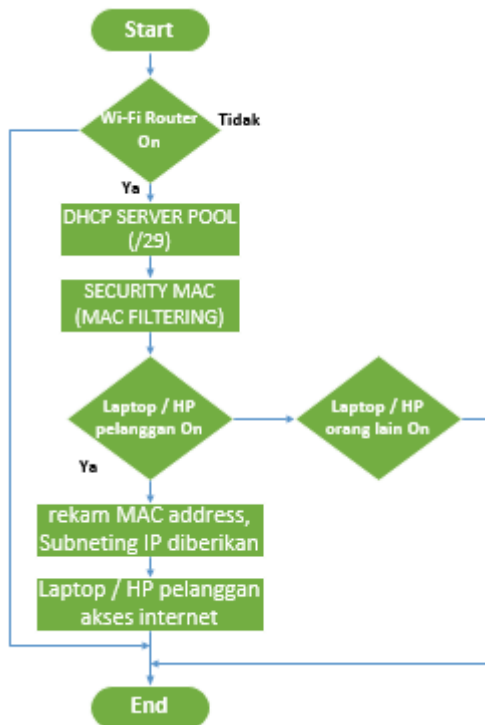 Start
Wi-Fi Router
On
Tidak
Ya
DHCP SERVER POOL
(/29)
SECURITY MAC
(MAC FILTERING)
Laptop / HP
pelanggan On
Laptop / HP
orang lain On
Ya
rekam MAC address,
Subneting IP diberikan
Laptop / HP pelanggan
akses internet
End